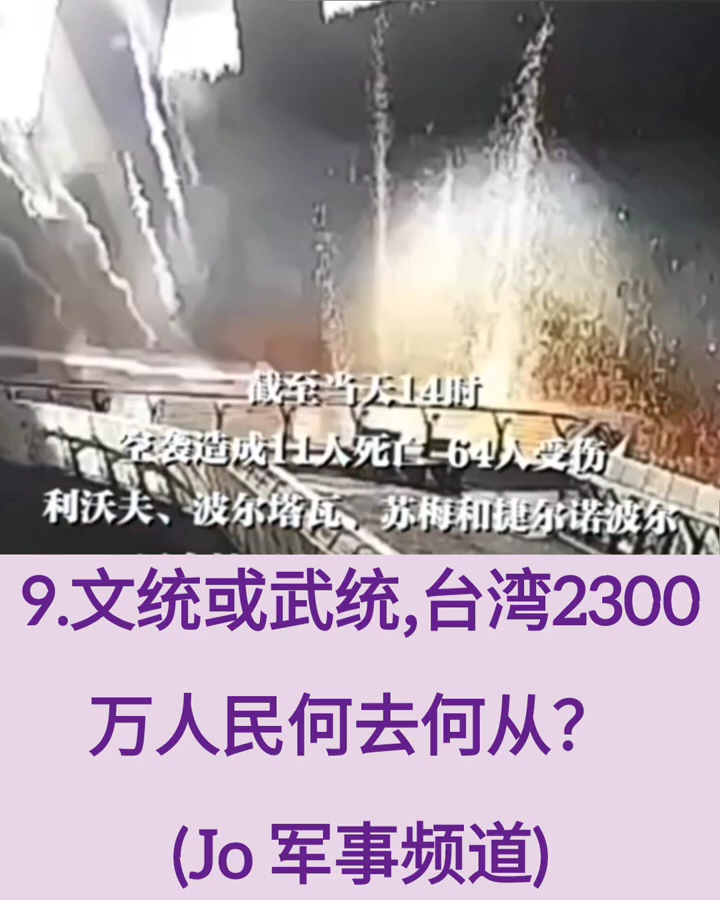 截至当天14时
空袭造成11人死亡 64人受伤
利沃夫、波尔塔瓦、苏梅和捷尔诺波尔
9.文统或武统,台湾2300
万人民何去何从?
(Jo 军事频道)